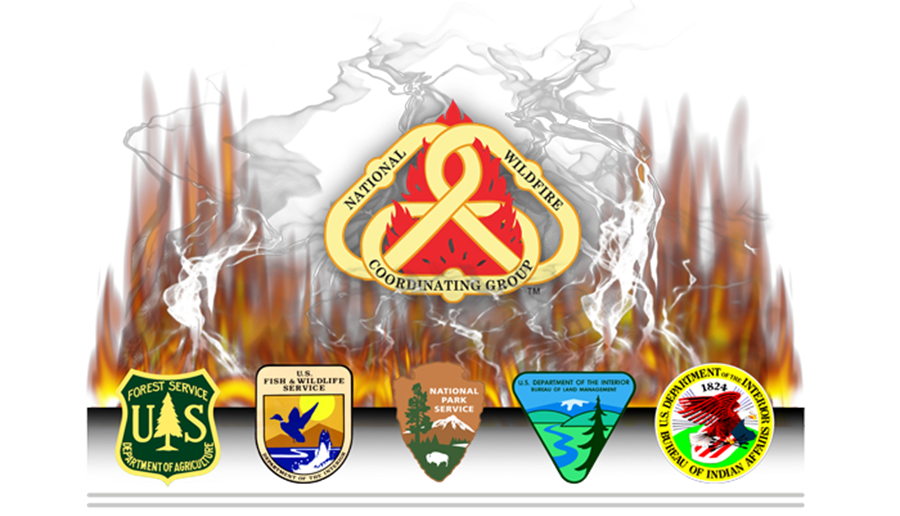 NATIONAL
WILDFIRE
COORDINATING GROUP
TM
FOREST SERVICE
US
DEPARTMENT OF AGRICULTURE
U.S.
FISH & WILDLIFE
SERVICE
DEPARTMENT OF THE INTERIOR
NATIONAL
PARK
SERVICE
U.S. DEPARTMENT OF THE INTERIOR
BUREAU OF LAND MANAGEMENT
U.S. DEPARTMENT OF THE INTERIOR
1824
BUREAU OF INDIAN AFFAIRS